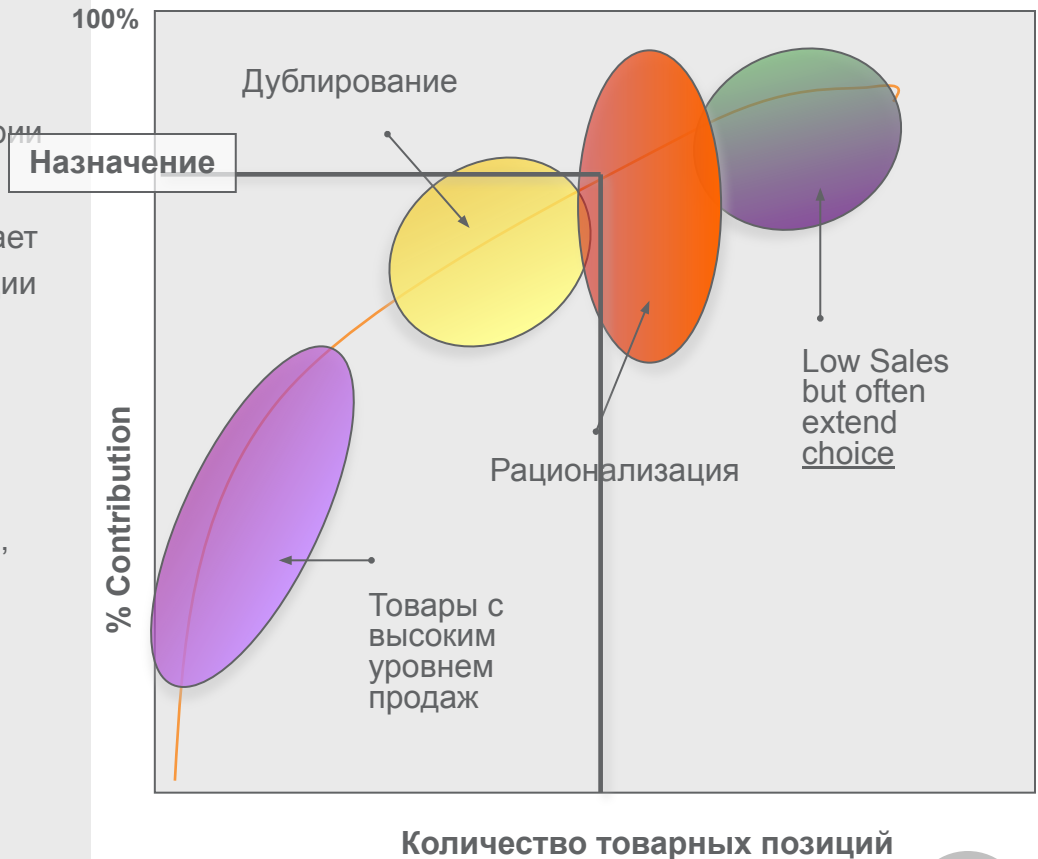 100%
Дублирование
Назначение
% Contribution
Low Sales
but often
extend
choice
Рационализация
Товары с
высоким
уровнем
продаж
Количество товарных позиций